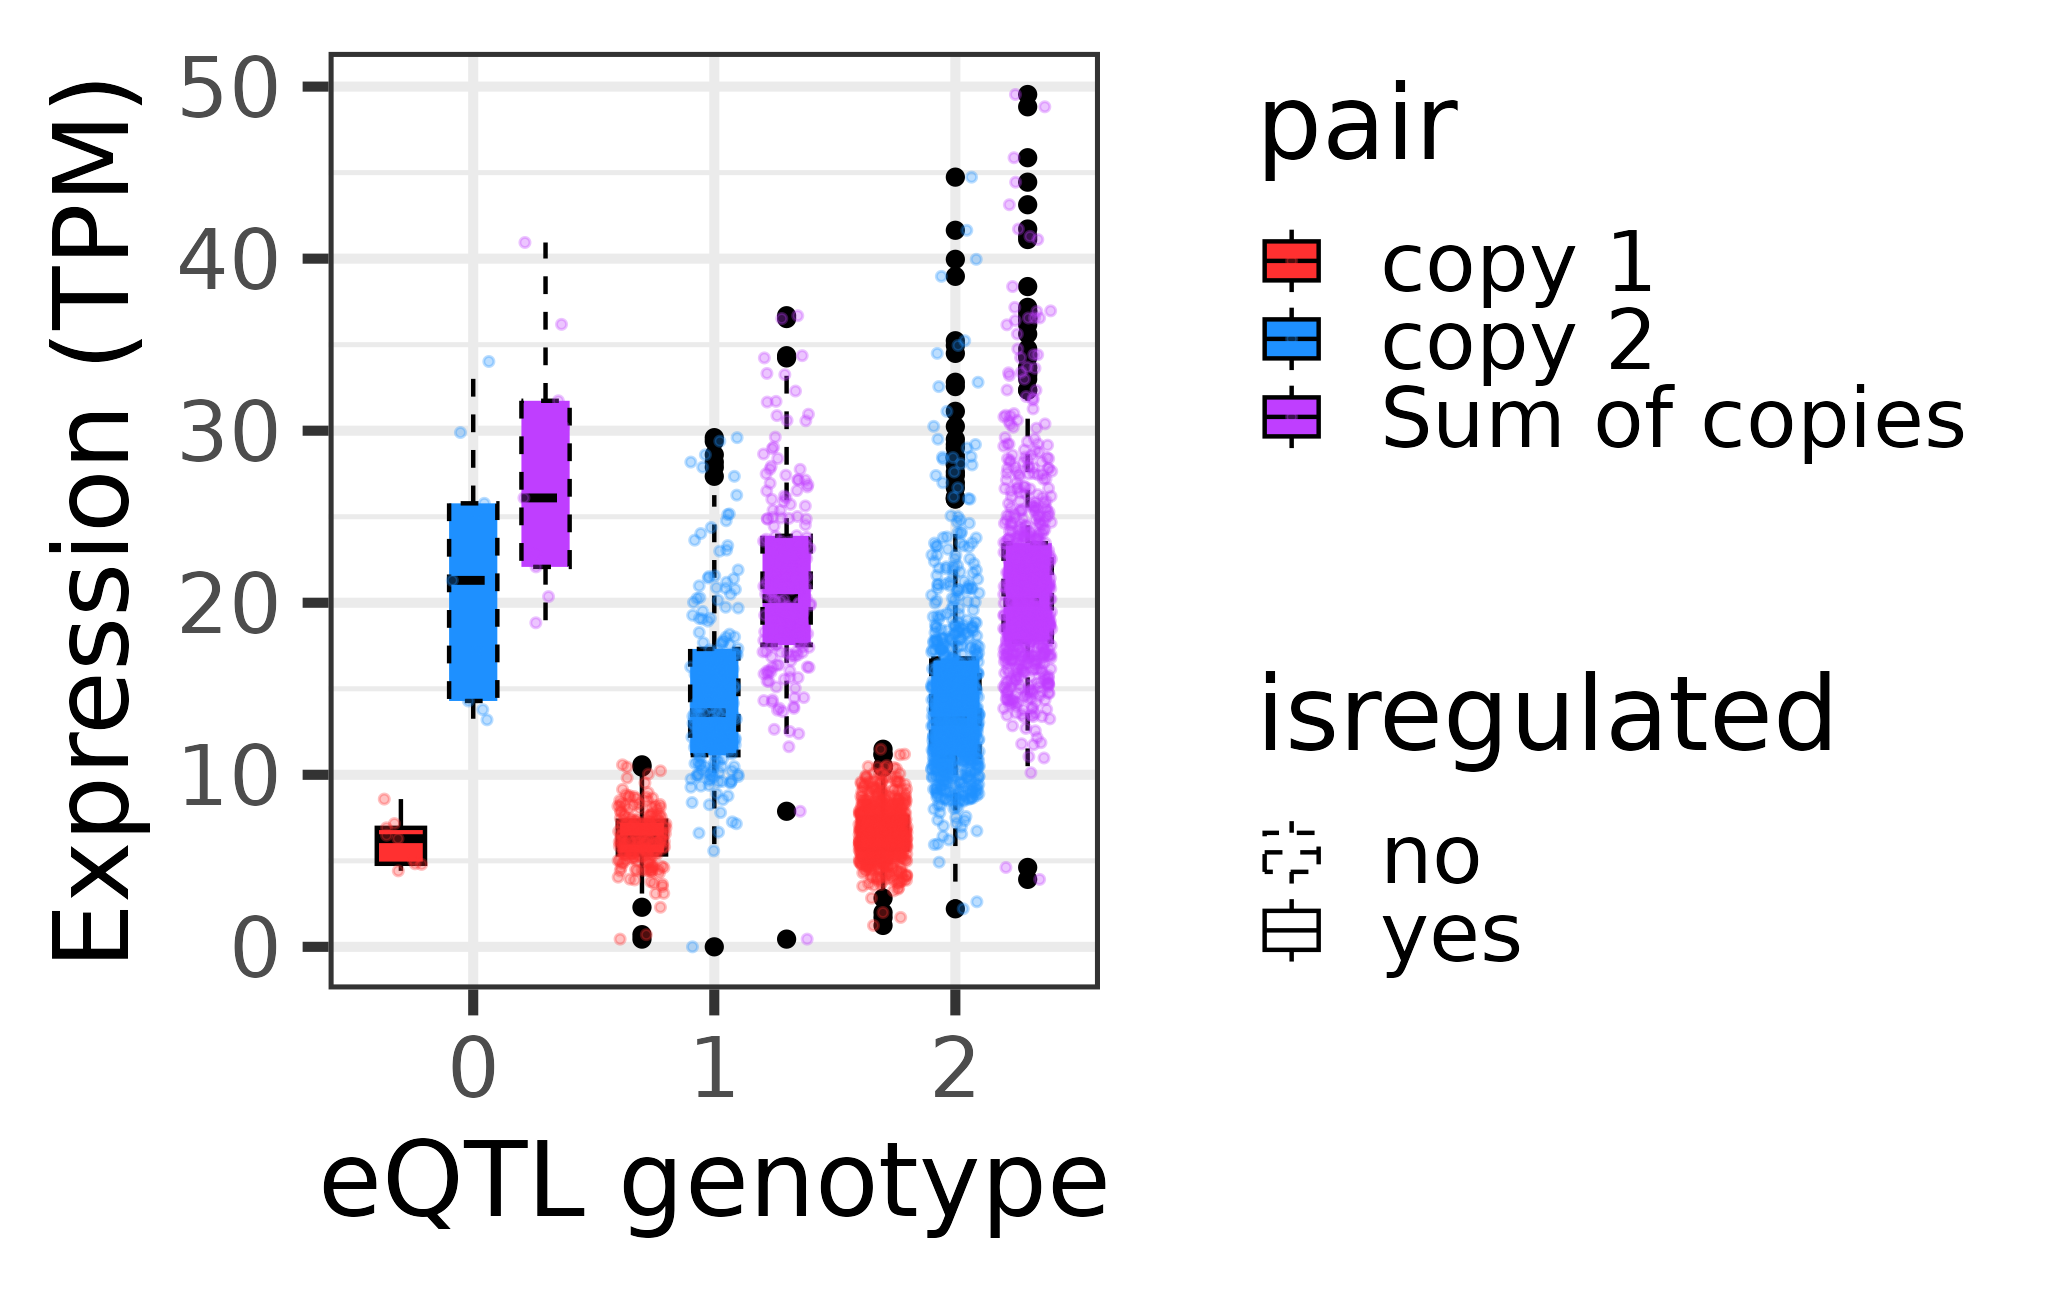 Expression (TPM)
50
40
30
20
10
0
0 1 2
eQTL genotype
pair
copy 1
copy 2
Sum of copies
isregulated
no
yes